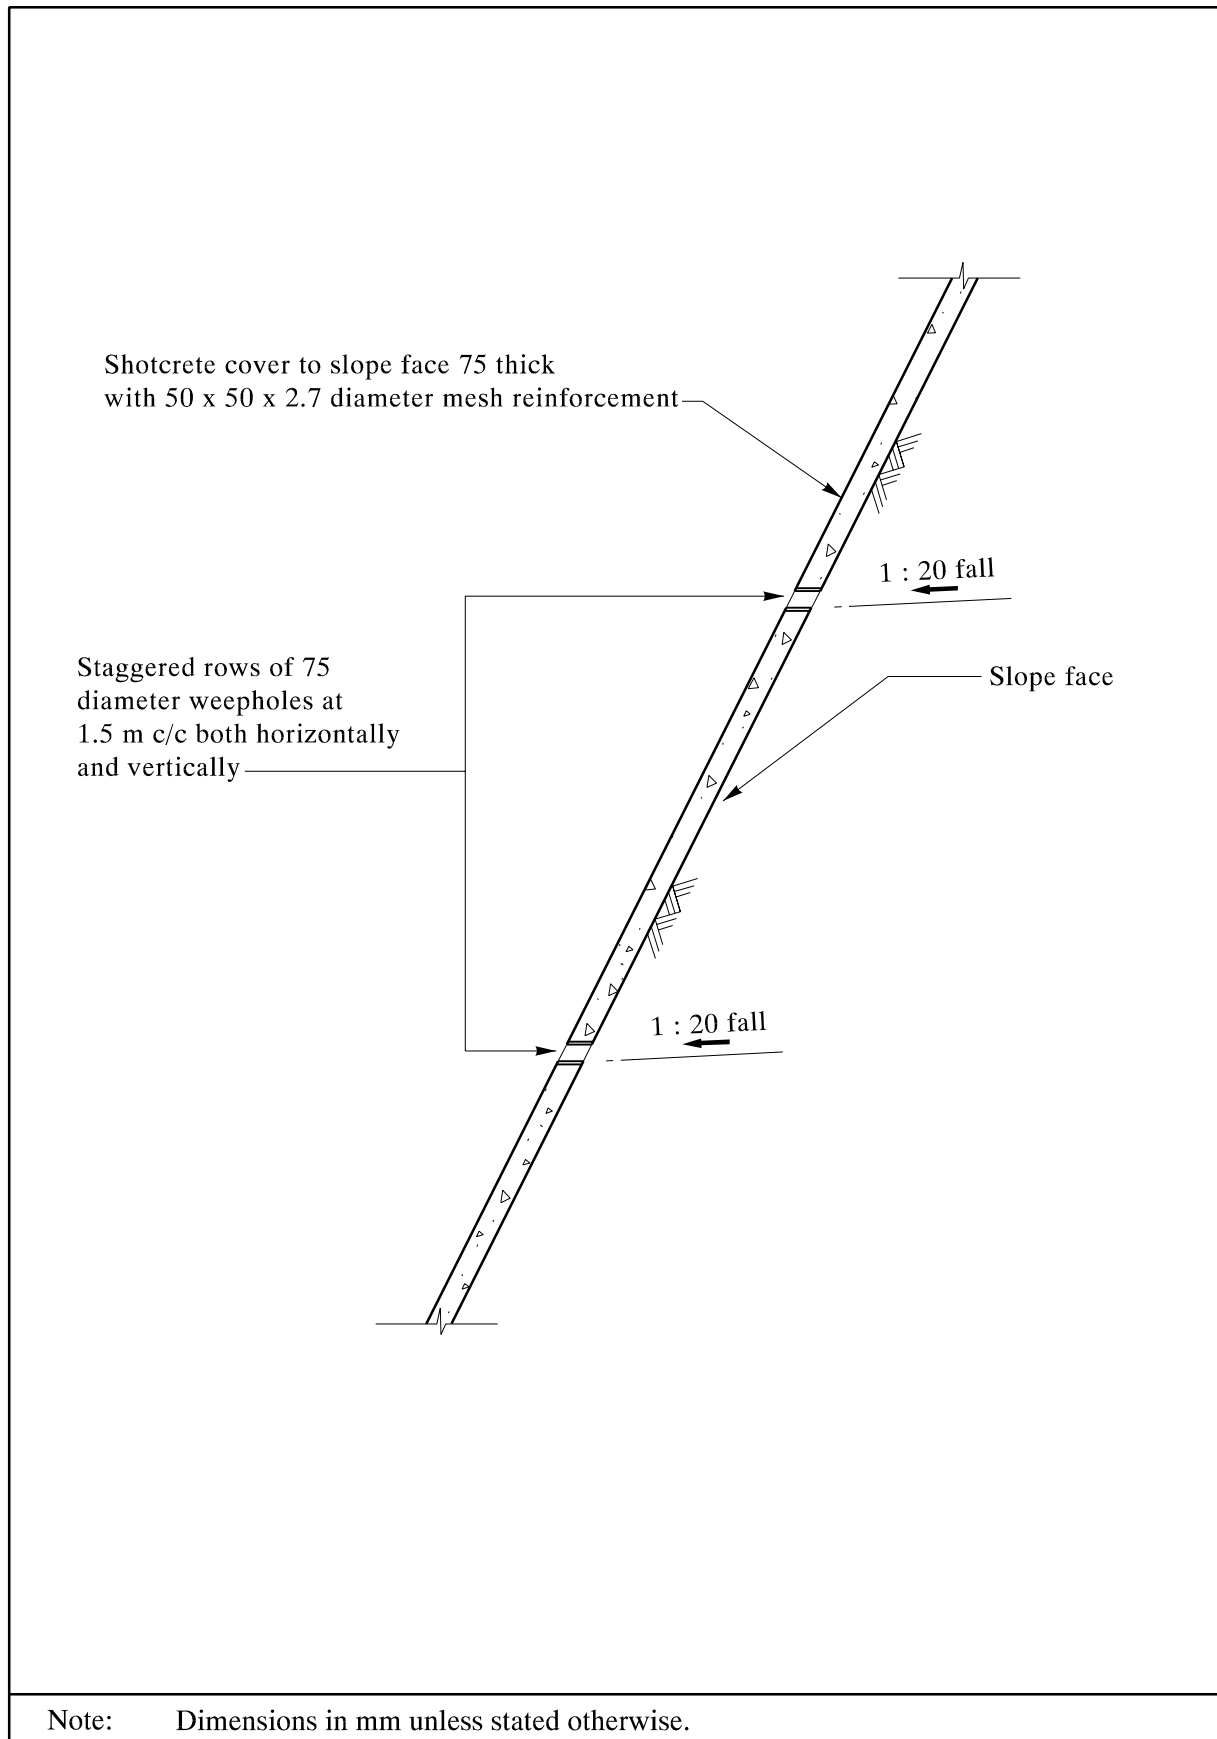 Shotcrete cover to slope face 75 thick
with 50 x 50 x 2.7 diameter mesh reinforcement
1 : 20 fall
Staggered rows of 75
diameter weepholes at
1.5 m c/c both horizontally
and vertically
Slope face
1 : 20 fall
Note: Dimensions in mm unless stated otherwise.